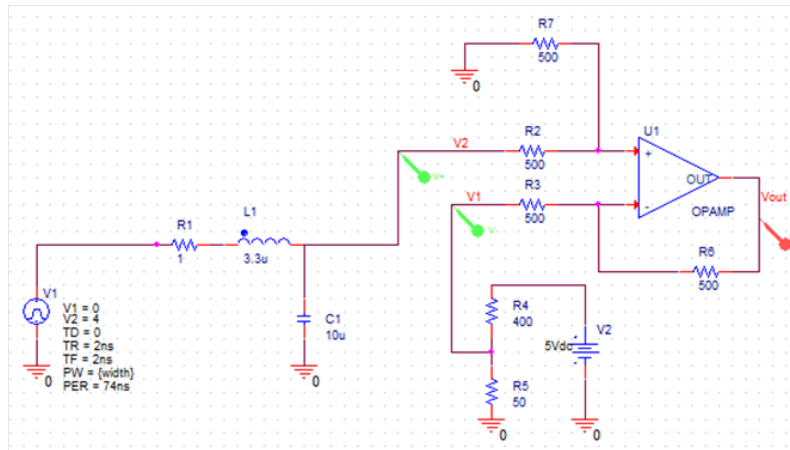 R7
500
0
V2
R2
500
U1
+
OUT
-
OPAMP
Vout
V1
R3
500
R6
500
R1
1
L1
3.3u
V1
V1 = 0
V2 = 4
TD = 0
TR = 2ns
TF = 2ns
PW = {width}
PER = 74ns
0
C1
10u
0
R4
400
5Vdc
V2
R5
50
0
0